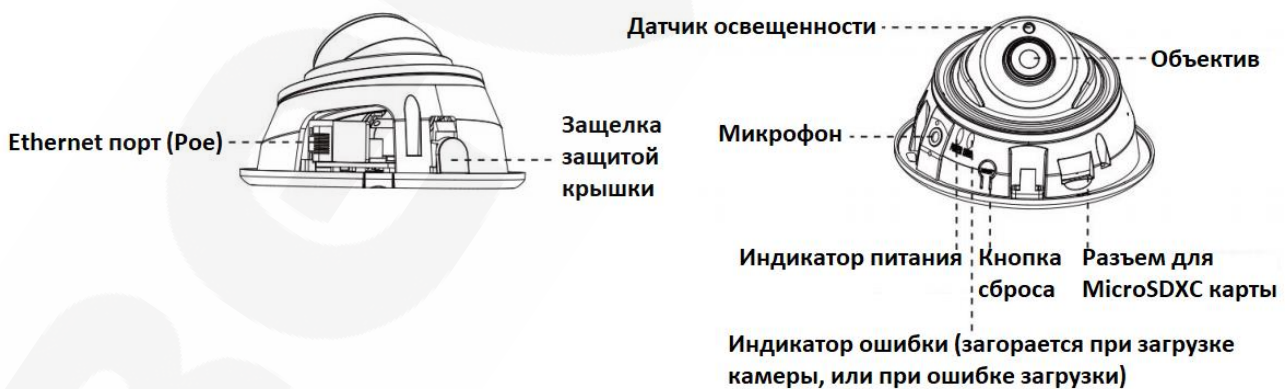 Ethernet порт (Poe)
Защелка
защитой
крышки
Датчик освещенности
Объектив
Микрофон
Индикатор питания
Кнопка
сброса
Разъем для
MicroSDXC карты
Индикатор ошибки (загорается при загрузке
камеры, или при ошибке загрузки)